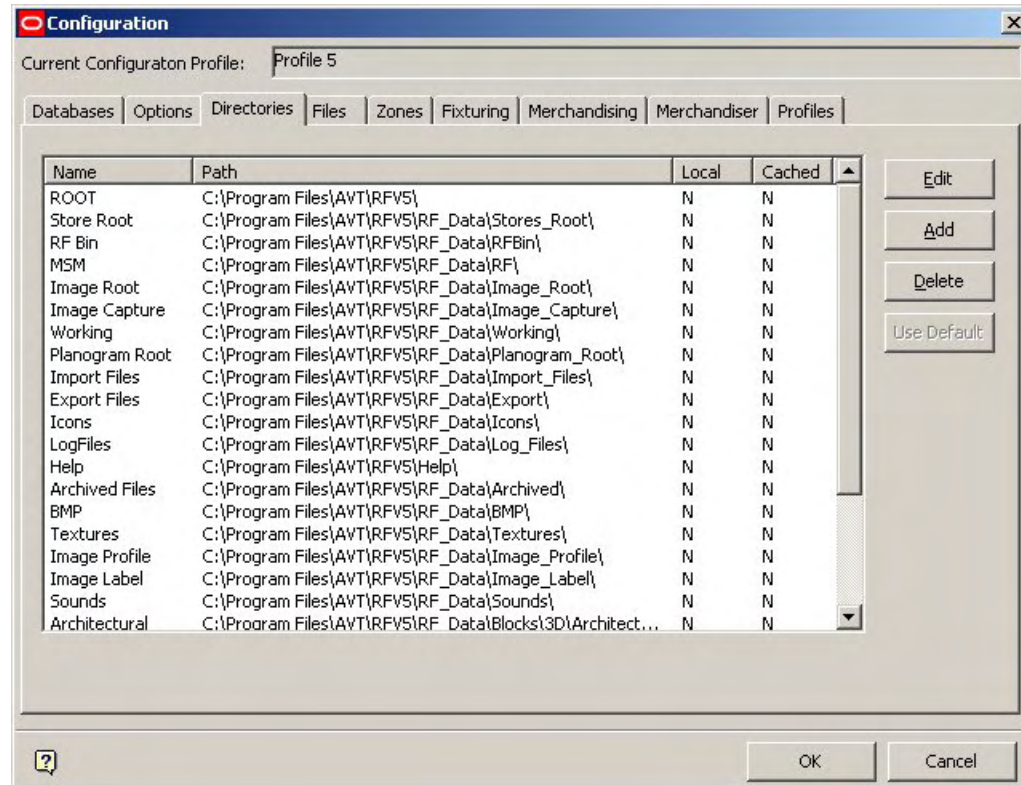 Configuration
Current Configuraton Profile: Profile 5
Databases Options Directories Files Zones Fixturing Merchandising Merchandiser Profiles
Name Path Local Cached
ROOT C:\Program Files\AVT\RFV5\ N N
Store Root C:\Program Files\AVT\RFV5\RF_Data\Stores_Root\ N N
RF Bin C:\Program Files\AVT\RFV5\RF_Data\RFBin\ N N
MSM C:\Program Files\AVT\RFV5\RF_Data\RF\ N N
Image Root C:\Program Files\AVT\RFV5\RF_Data\Image_Root\ N N
Image Capture C:\Program Files\AVT\RFV5\RF_Data\Image_Capture\ N N
Working C:\Program Files\AVT\RFV5\RF_Data\Working\ N N
Planogram Root C:\Program Files\AVT\RFV5\RF_Data\Planogram_Root\ N N
Import Files C:\Program Files\AVT\RFV5\RF_Data\Import_Files\ N N
Export Files C:\Program Files\AVT\RFV5\RF_Data\Export\ N N
Icons C:\Program Files\AVT\RFV5\RF_Data\Icons\ N N
LogFiles C:\Program Files\AVT\RFV5\RF_Data\Log_Files\ N N
Help C:\Program Files\AVT\RFV5\Help\ N N
Archived Files C:\Program Files\AVT\RFV5\RF_Data\Archived\ N N
BMP C:\Program Files\AVT\RFV5\RF_Data\BMP\ N N
Textures C:\Program Files\AVT\RFV5\RF_Data\Textures\ N N
Image Profile C:\Program Files\AVT\RFV5\RF_Data\Image_Profile\ N N
Image Label C:\Program Files\AVT\RFV5\RF_Data\Image_Label\ N N
Sounds C:\Program Files\AVT\RFV5\RF_Data\Sounds\ N N
Architectural C:\Program Files\AVT\RFV5\RF_Data\Blocks\3D\Architect... N N
Edit
Add
Delete
Use Default
OK Cancel